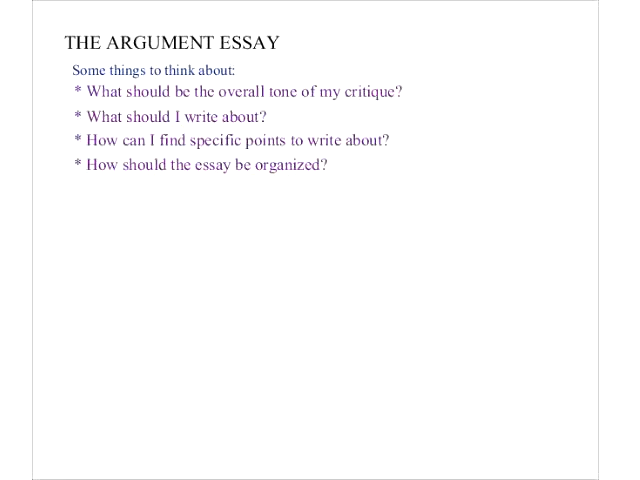 THE ARGUMENT ESSAY
Some things to think about:
* What should be the overall tone of my critique?
* What should I write about?
* How can I find specific points to write about?
* How should the essay be organized?